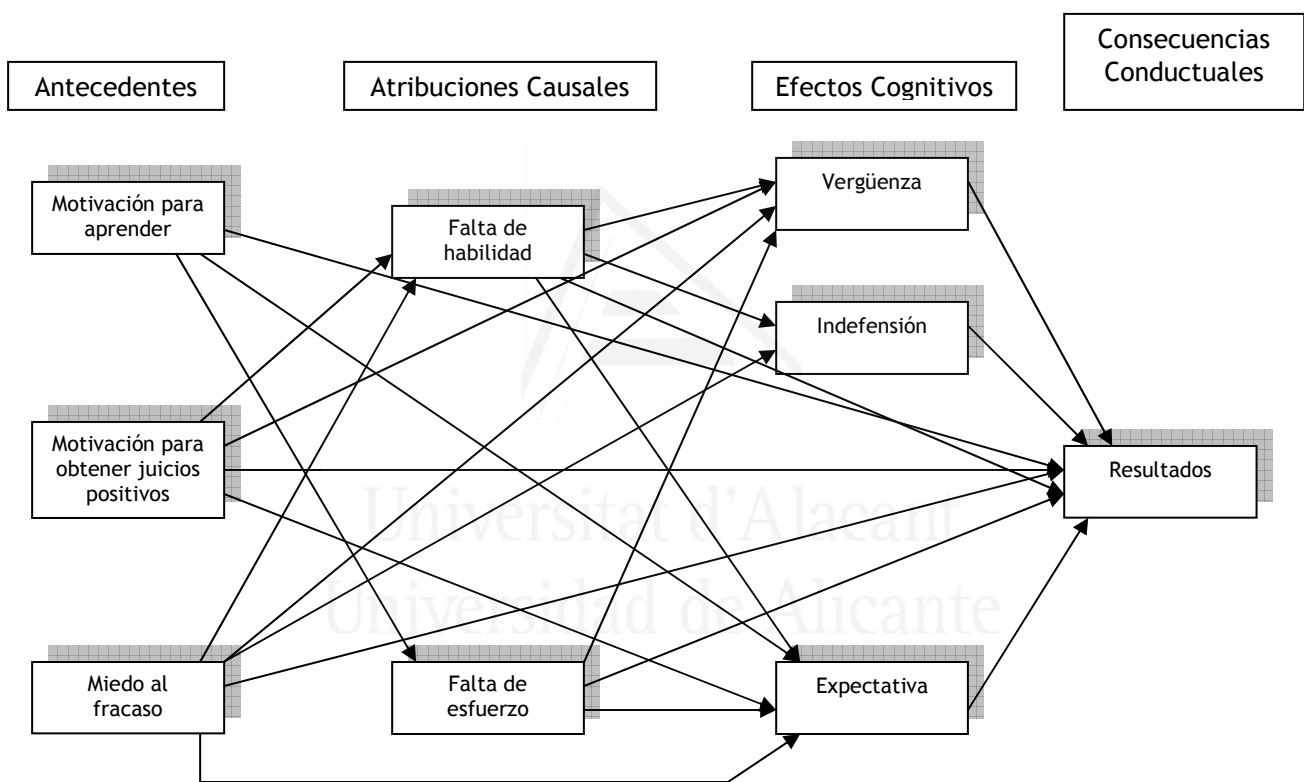 Antecedentes
Atribuciones Causales
Efectos Cognitivos
Consecuencias
Conductuales
Motivación para
aprender
Motivación para
obtener juicios
positivos
Miedo al
fracaso
Falta de
habilidad
Falta de
esfuerzo
Vergüenza
Indefensión
Expectativa
Resultados
Universitat d'Alacant
Universidad de Alicante